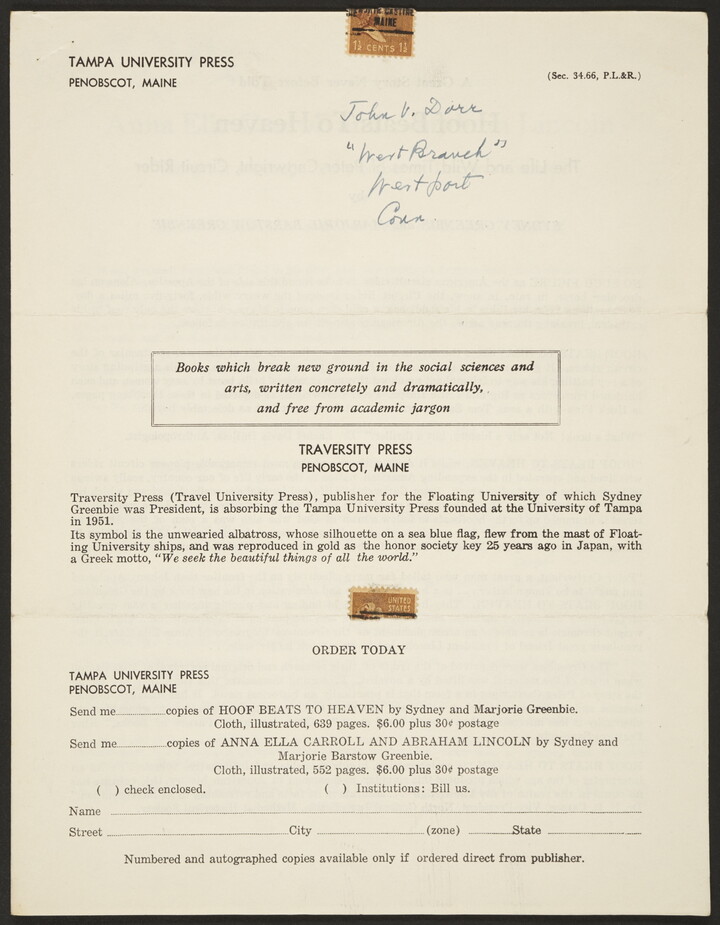 MAINE
1½ CENTS 1½
TAMPA UNIVERSITY PRESS
PENOBSCOT, MAINE
(Sec. 34.66, P.L.&R.)
John V. Dorr
"West Branch"
Westport
Conn.
Books which break new ground in the social sciences and
arts, written concretely and dramatically,
and free from academic jargon
TRAVERSITY PRESS
PENOBSCOT, MAINE
Traversity Press (Travel University Press), publisher for the Floating University of which Sydney
Greenbie was President, is absorbing the Tampa University Press founded at the University of Tampa
in 1951.
Its symbol is the unwearied albatross, whose silhouette on a sea blue flag, flew from the mast of Float-
ing University ships, and was reproduced in gold as the honor society key 25 years ago in Japan, with
a Greek motto, "We seek the beautiful things of all the world."
UNITED
STATES
ORDER TODAY
TAMPA UNIVERSITY PRESS
PENOBSCOT, MAINE
Send me....................copies of HOOF BEATS TO HEAVEN by Sydney and Marjorie Greenbie.
Cloth, illustrated, 639 pages. $6.00 plus 30¢ postage
Send me....................copies of ANNA ELLA CARROLL AND ABRAHAM LINCOLN by Sydney and
Marjorie Barstow Greenbie.
Cloth, illustrated, 552 pages. $6.00 plus 30¢ postage
( ) check enclosed. ( ) Institutions: Bill us.
Name ....................
Street ....................City ....................(zone) ....................State ....................
Numbered and autographed copies available only if ordered direct from publisher.